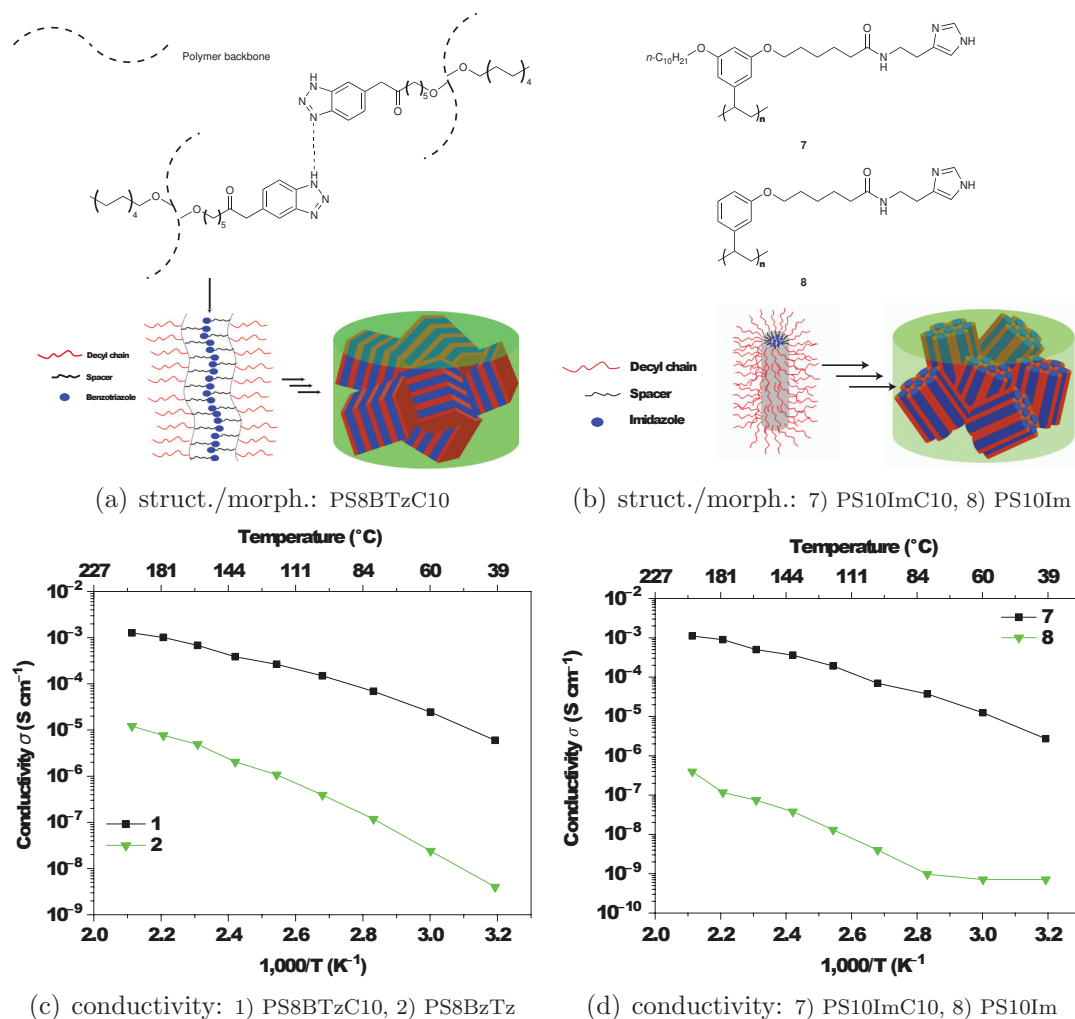 Polymer backbone
H
N
N
N
O
( )5
O
O
( )4
( )4
O
O
( )5
O
H
N
N
N
Decyl chain
Spacer
Benzotriazole
(a) struct./morph.: PS8BTzC10
n-C10H21
O
O
O
N
H
N
NH
( )n
7
O
O
N
H
N
NH
( )n
8
Decyl chain
Spacer
Imidazole
(b) struct./morph.: 7) PS10ImC10, 8) PS10Im
Temperature (°C)
227 181 144 111 84 60 39
Conductivity σ (S cm⁻¹)
10⁻²
10⁻³
10⁻⁴
10⁻⁵
10⁻⁶
10⁻⁷
10⁻⁸
10⁻⁹
1
2
2.0 2.2 2.4 2.6 2.8 3.0 3.2
1,000/T (K⁻¹)
(c) conductivity: 1) PS8BTzC10, 2) PS8BzTz
Temperature (°C)
227 181 144 111 84 60 39
Conductivity σ (S cm⁻¹)
10⁻²
10⁻³
10⁻⁴
10⁻⁵
10⁻⁶
10⁻⁷
10⁻⁸
10⁻⁹
10⁻¹⁰
7
8
2.0 2.2 2.4 2.6 2.8 3.0 3.2
1,000/T (K⁻¹)
(d) conductivity: 7) PS10ImC10, 8) PS10Im